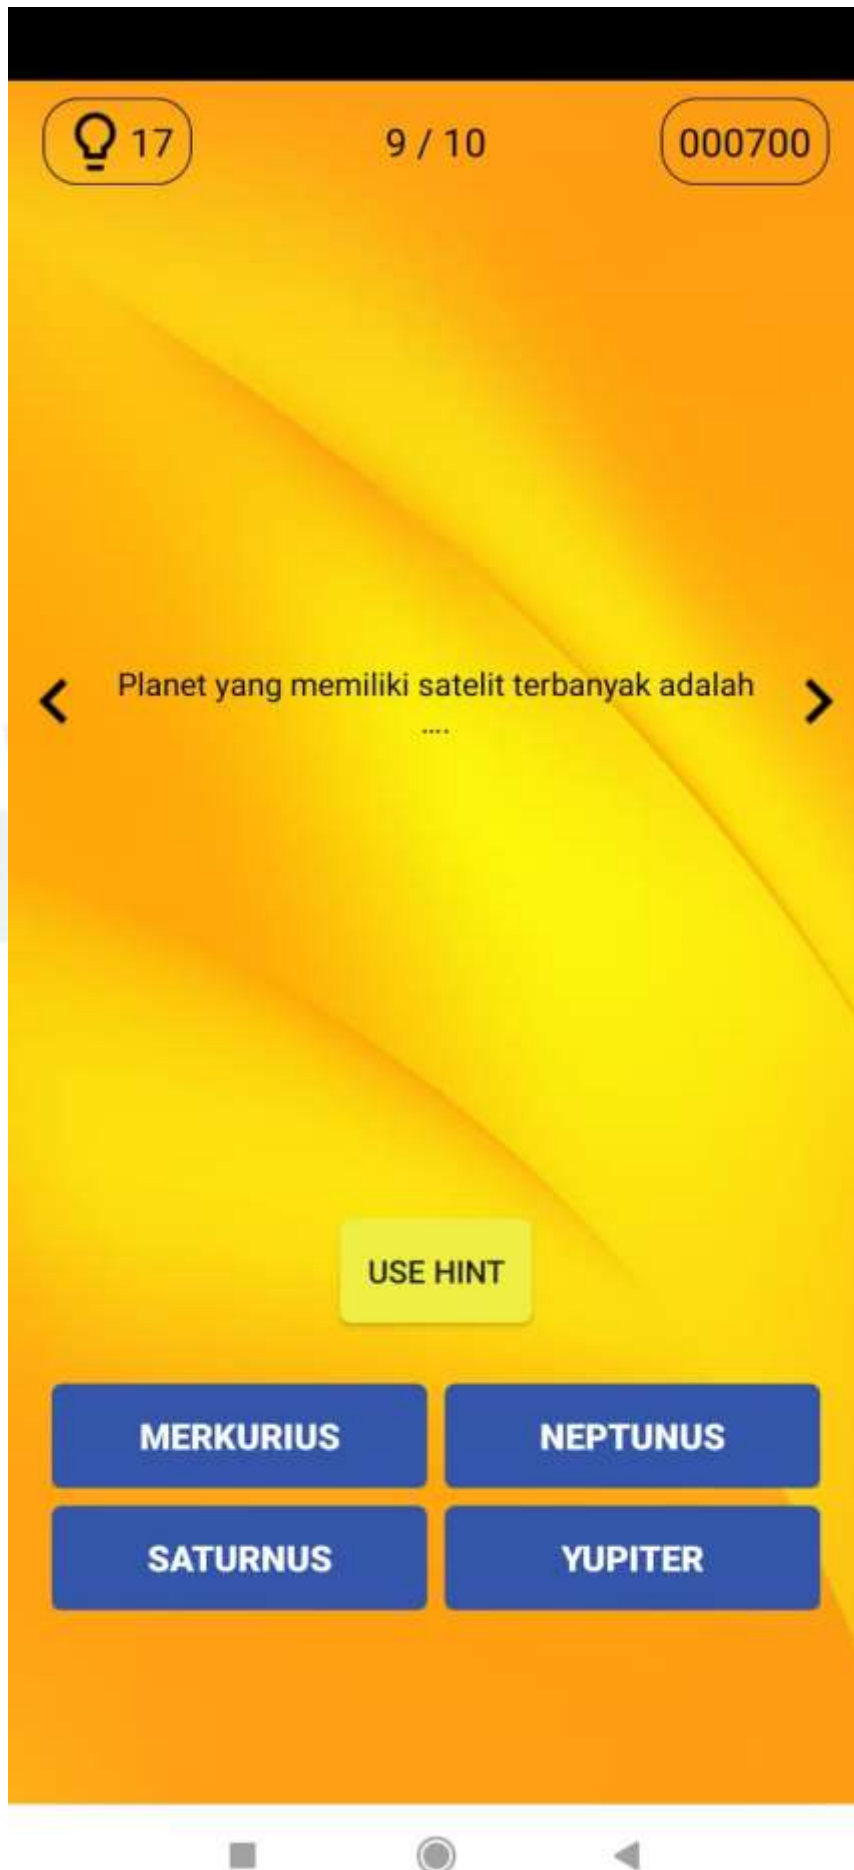 17
9 / 10
000700
Planet yang memiliki satelit terbanyak adalah
....
USE HINT
MERKURIUS
NEPTUNUS
SATURNUS
YUPITER